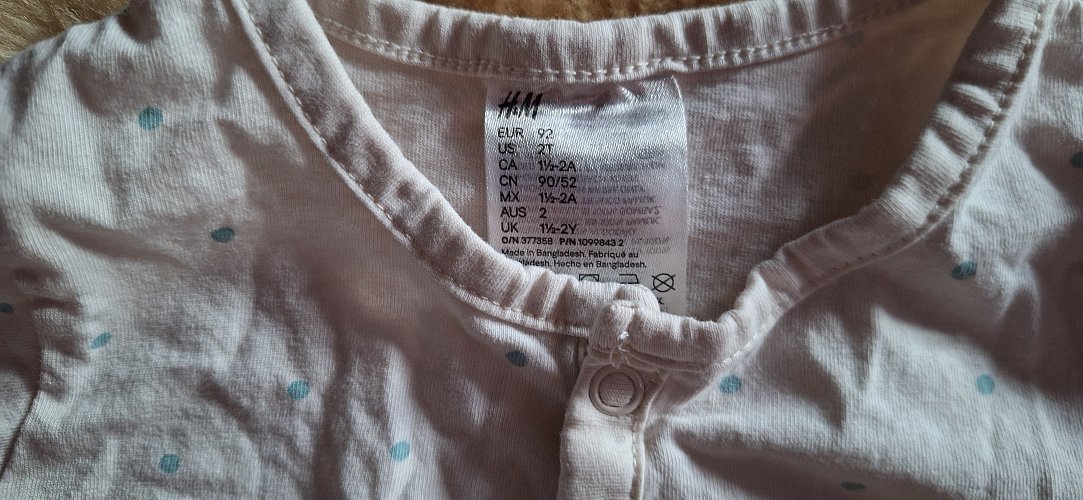 H&M
EUR 92
US 2T
CA 1½-2A
CN 90/52
MX 1½-2A
AUS 2
UK 1½-2Y
O/N 377358 P/N 1099843 2
Made in Bangladesh. Fabriqué au
Bangladesh. Hecho en Bangladesh.